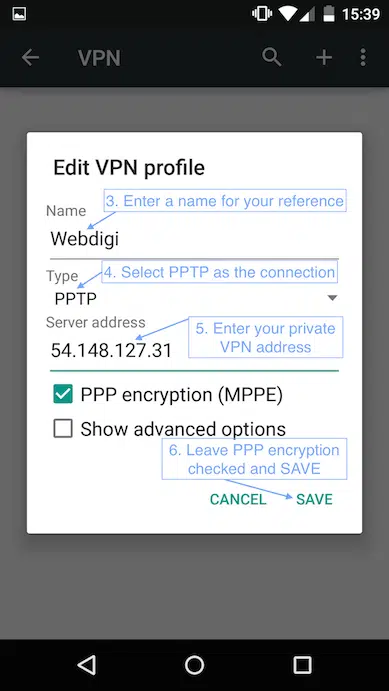 15:39
VPN
Edit VPN profile
3. Enter a name for your reference
Name
Webdigi
4. Select PPTP as the connection
Type
PPTP
Server address
5. Enter your private
VPN address
54.148.127.31
PPP encryption (MPPE)
Show advanced options
6. Leave PPP encryption
checked and SAVE
CANCEL SAVE